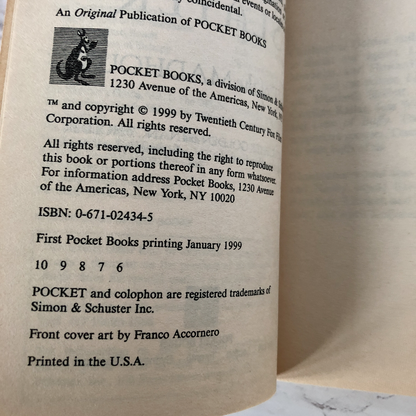 coincidental.
An Original Publication of POCKET BOOKS
POCKET BOOKS, a division of Simon &
1230 Avenue of the Americas, New York,
™ and copyright © 1999 by Twentieth Century Fox Film
Corporation. All rights reserved.
All rights reserved, including the right to reproduce
this book or portions thereof in any form whatsoever.
For information address Pocket Books, 1230 Avenue
of the Americas, New York, NY 10020
ISBN: 0-671-02434-5
First Pocket Books printing January 1999
10 9 8 7 6
POCKET and colophon are registered trademarks of
Simon & Schuster Inc.
Front cover art by Franco Accornero
Printed in the U.S.A.